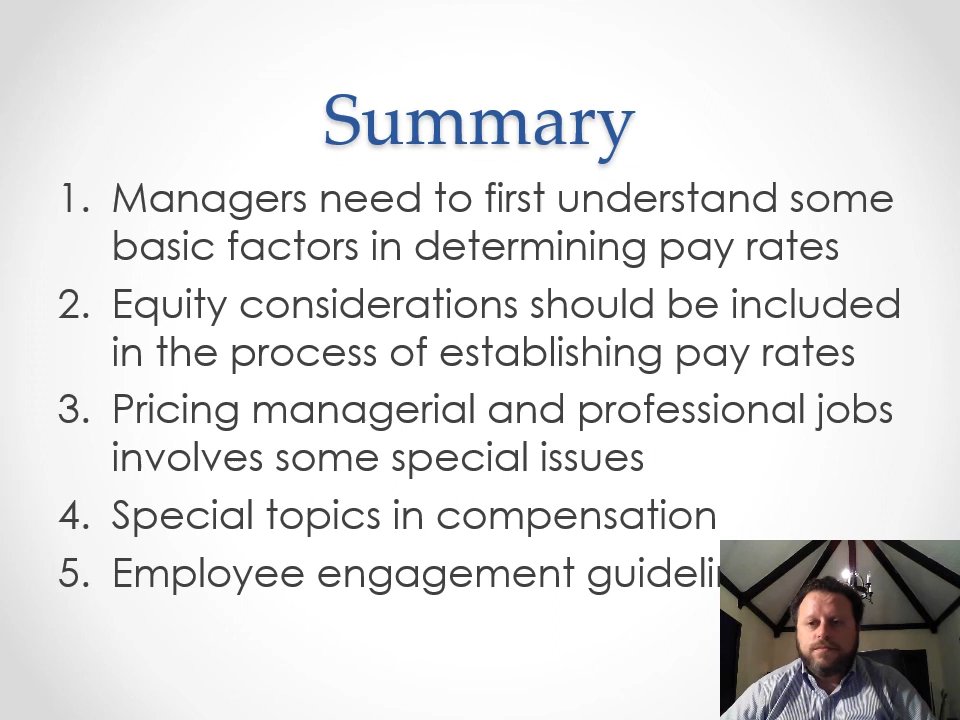 Summary
1. Managers need to first understand some
basic factors in determining pay rates
2. Equity considerations should be included
in the process of establishing pay rates
3. Pricing managerial and professional jobs
involves some special issues
4. Special topics in compensation
5. Employee engagement